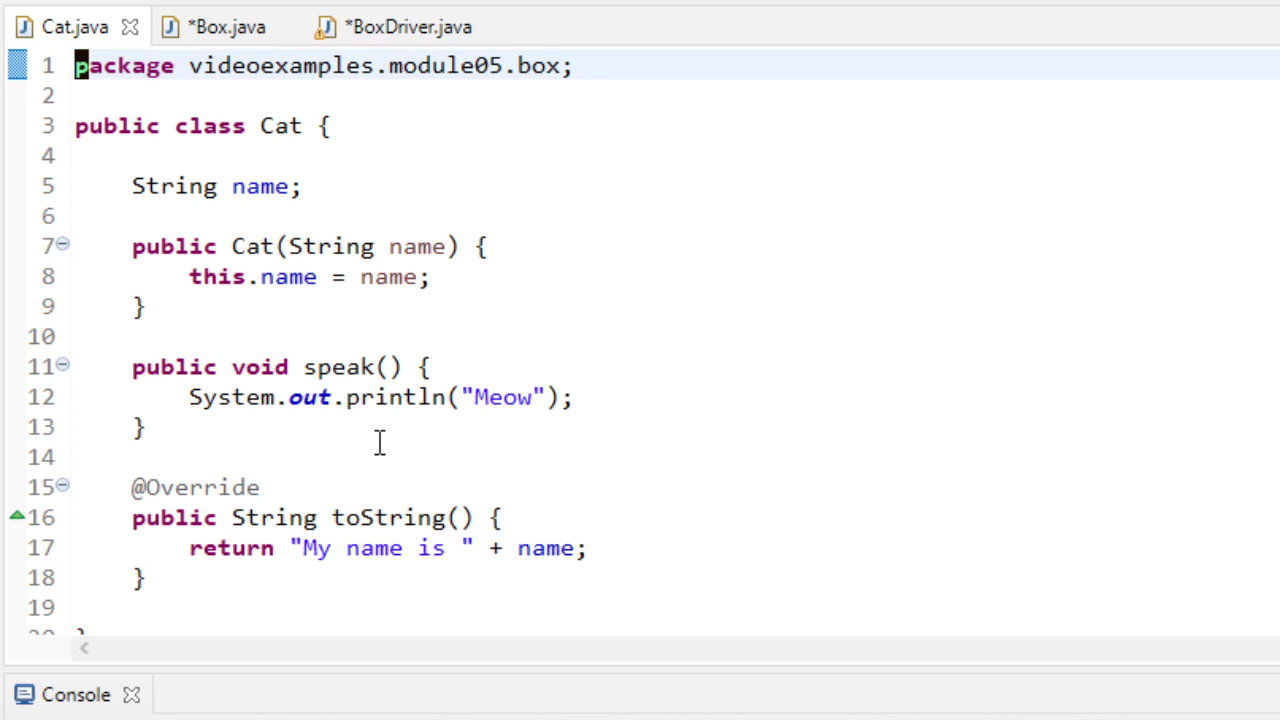 Cat.java *Box.java *BoxDriver.java
1 package videoexamples.module05.box;
2
3 public class Cat {
4
5     String name;
6
7     public Cat(String name) {
8         this.name = name;
9     }
10
11     public void speak() {
12         System.out.println("Meow");
13     }
14
15     @Override
16     public String toString() {
17         return "My name is " + name;
18     }
19
20 }
Console